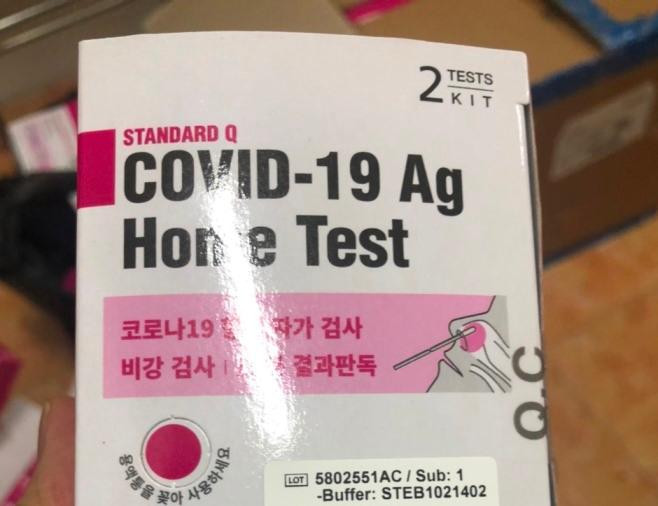 2 TESTS
KIT
STANDARD Q
COVID-19 Ag
Home Test
코로나19 자가 검사
비강 검사 | 결과판독
Q.C
용액통을 꽂아 사용하세요
LOT 5802551AC / Sub: 1
-Buffer: STEB1021402